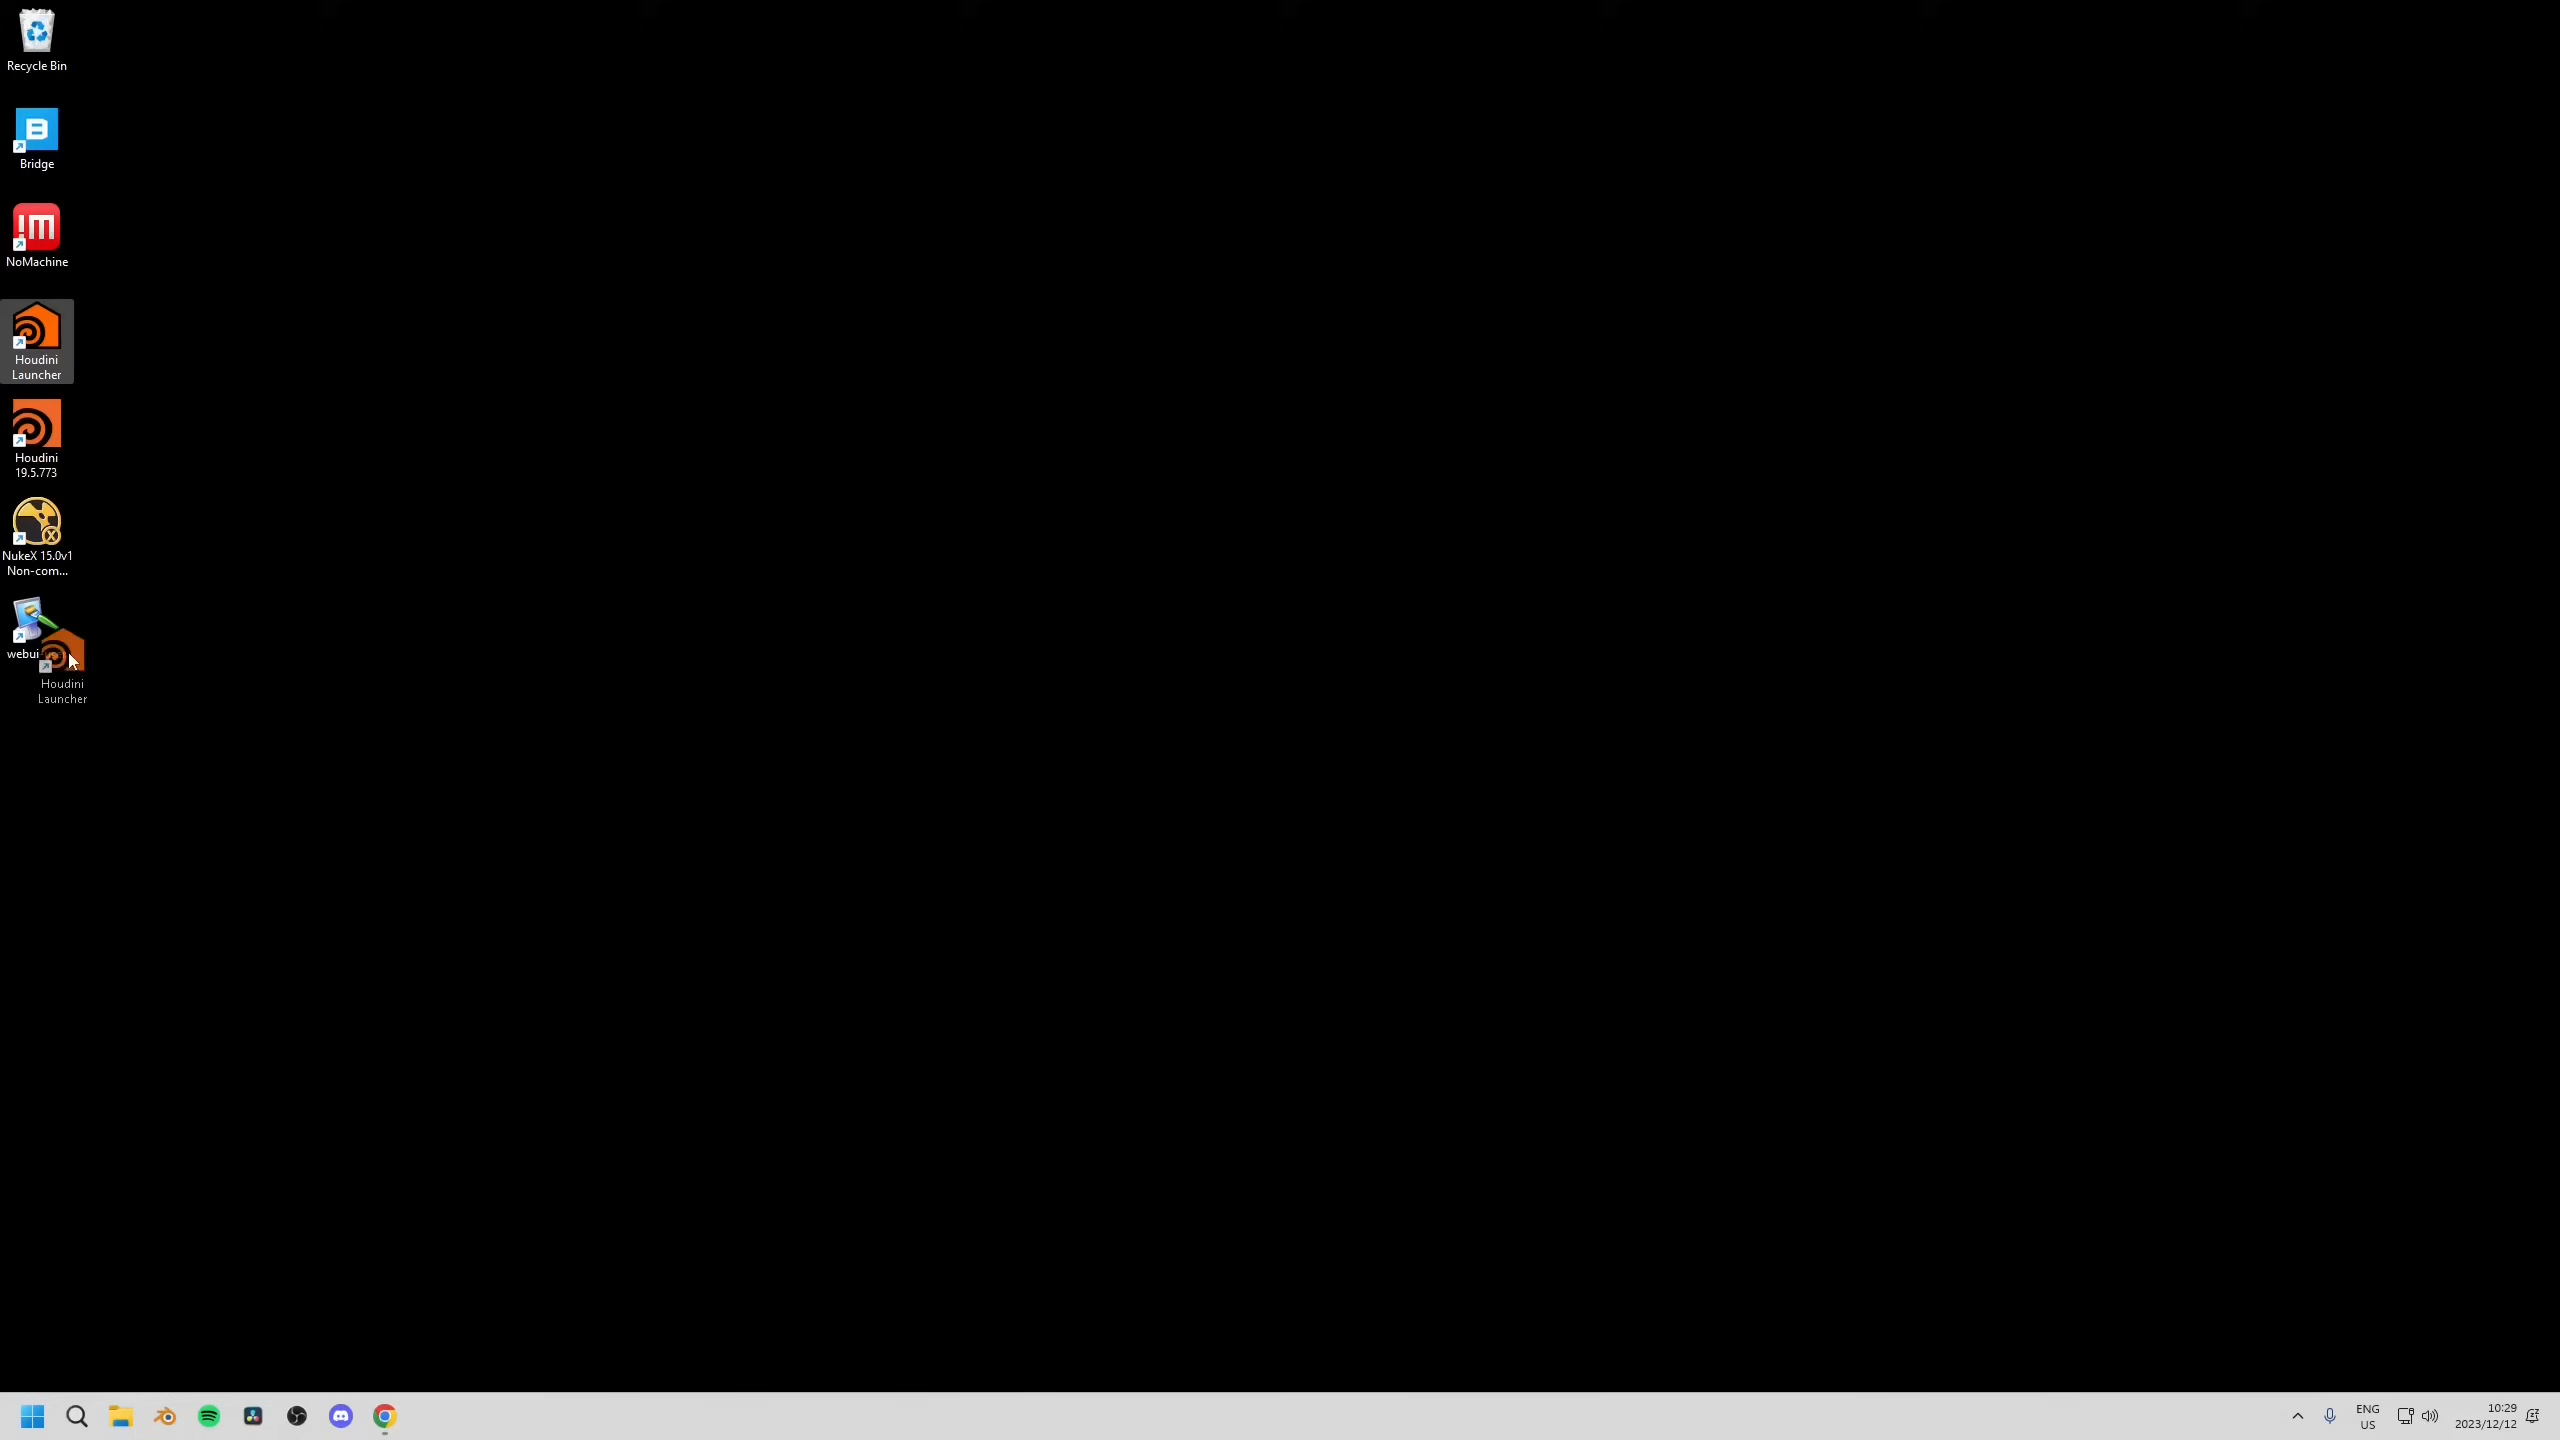 Recycle Bin
Bridge
NoMachine
Houdini
Launcher
Houdini
19.5.773
NukeX 15.0v1
Non-com...
webui
Houdini
Launcher
ENG
US
10:29
2023/12/12